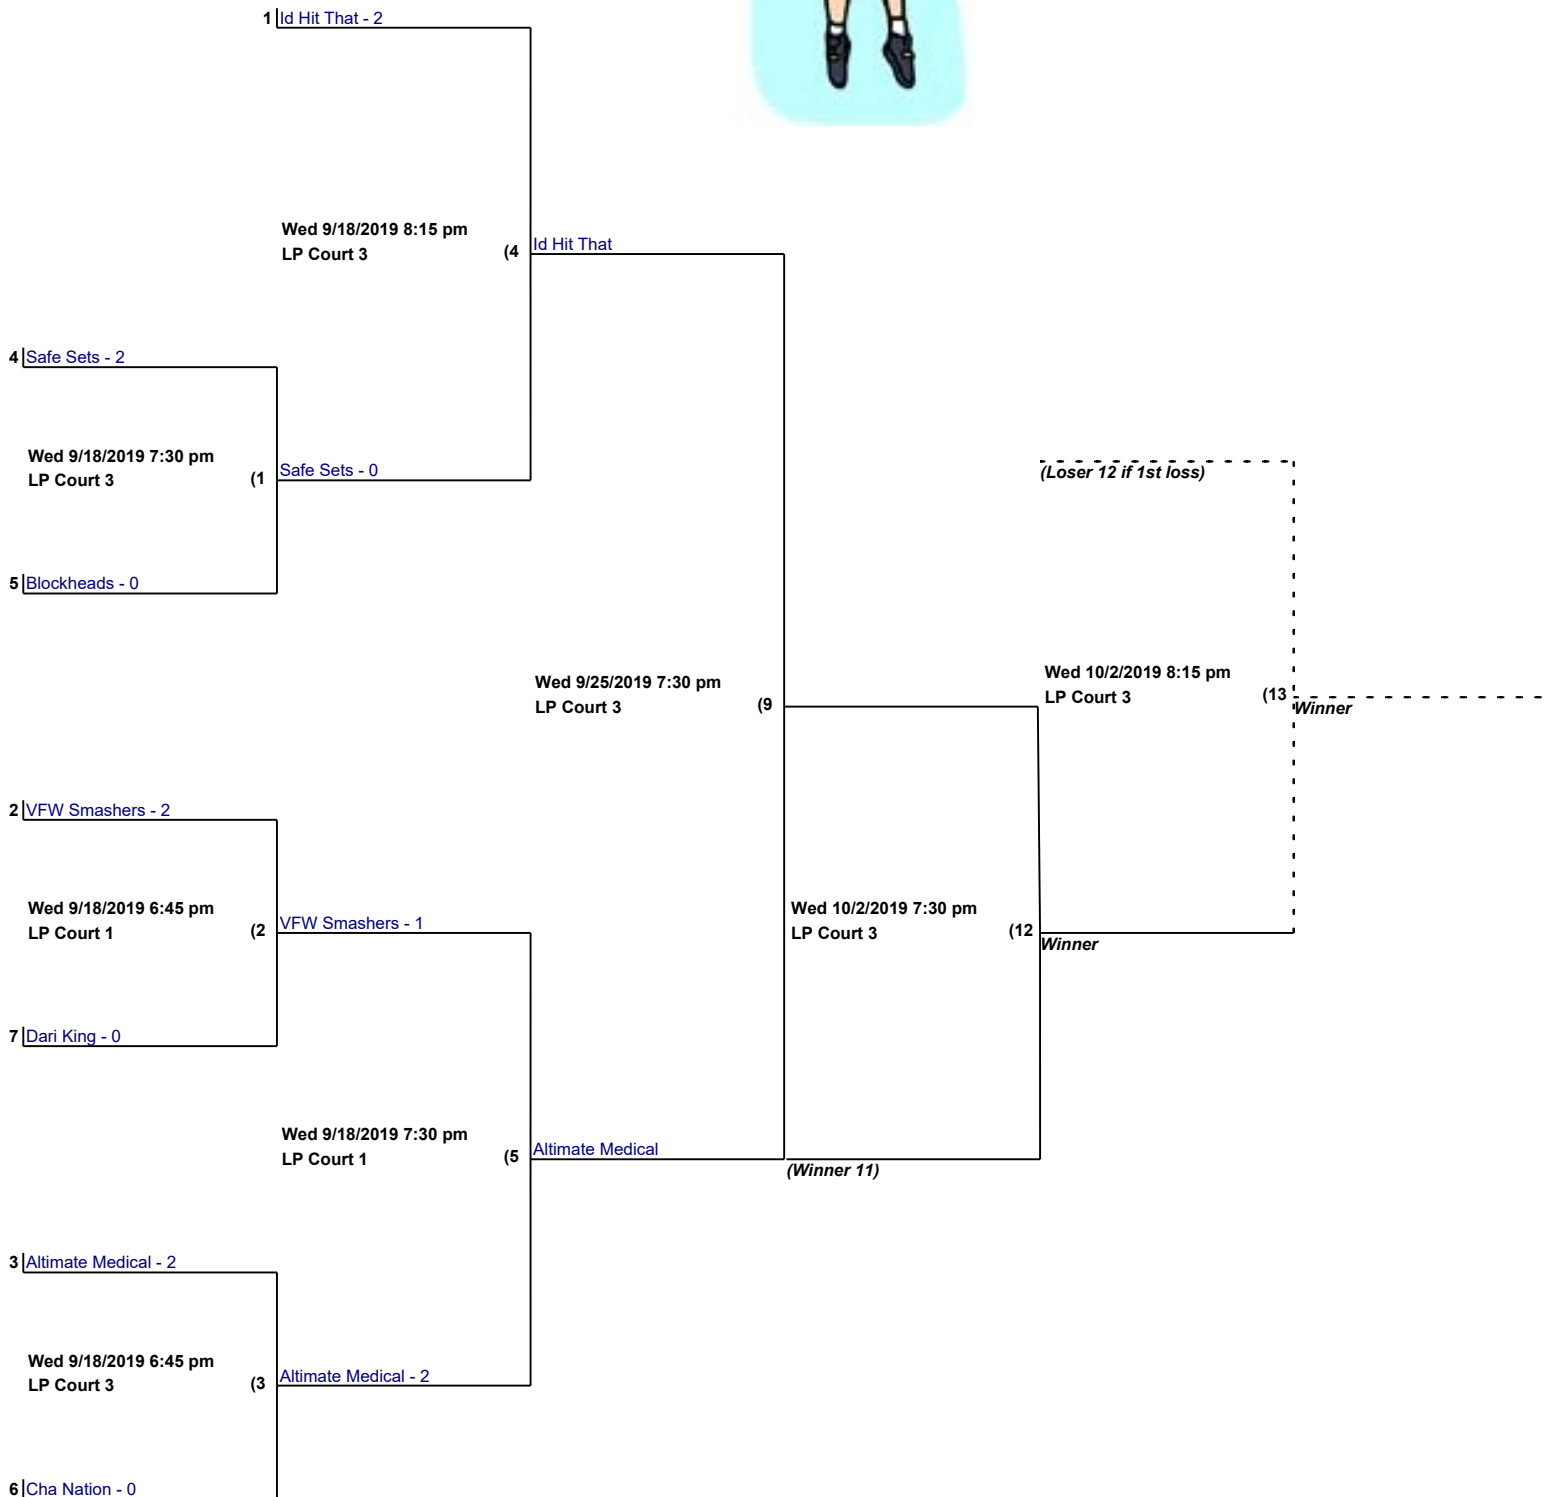 1 Id Hit That - 2
Wed 9/18/2019 8:15 pm
LP Court 3
(4
Id Hit That
4 Safe Sets - 2
Wed 9/18/2019 7:30 pm
LP Court 3
(1
Safe Sets - 0
(Loser 12 if 1st loss)
5 Blockheads - 0
Wed 9/25/2019 7:30 pm
LP Court 3
(9
Wed 10/2/2019 8:15 pm
LP Court 3
(13
Winner
2 VFW Smashers - 2
Wed 9/18/2019 6:45 pm
LP Court 1
(2
VFW Smashers - 1
Wed 10/2/2019 7:30 pm
LP Court 3
(12
Winner
7 Dari King - 0
Wed 9/18/2019 7:30 pm
LP Court 1
(5
Altimate Medical
(Winner 11)
3 Altimate Medical - 2
Wed 9/18/2019 6:45 pm
LP Court 3
(3
Altimate Medical - 2
6 Cha Nation - 0